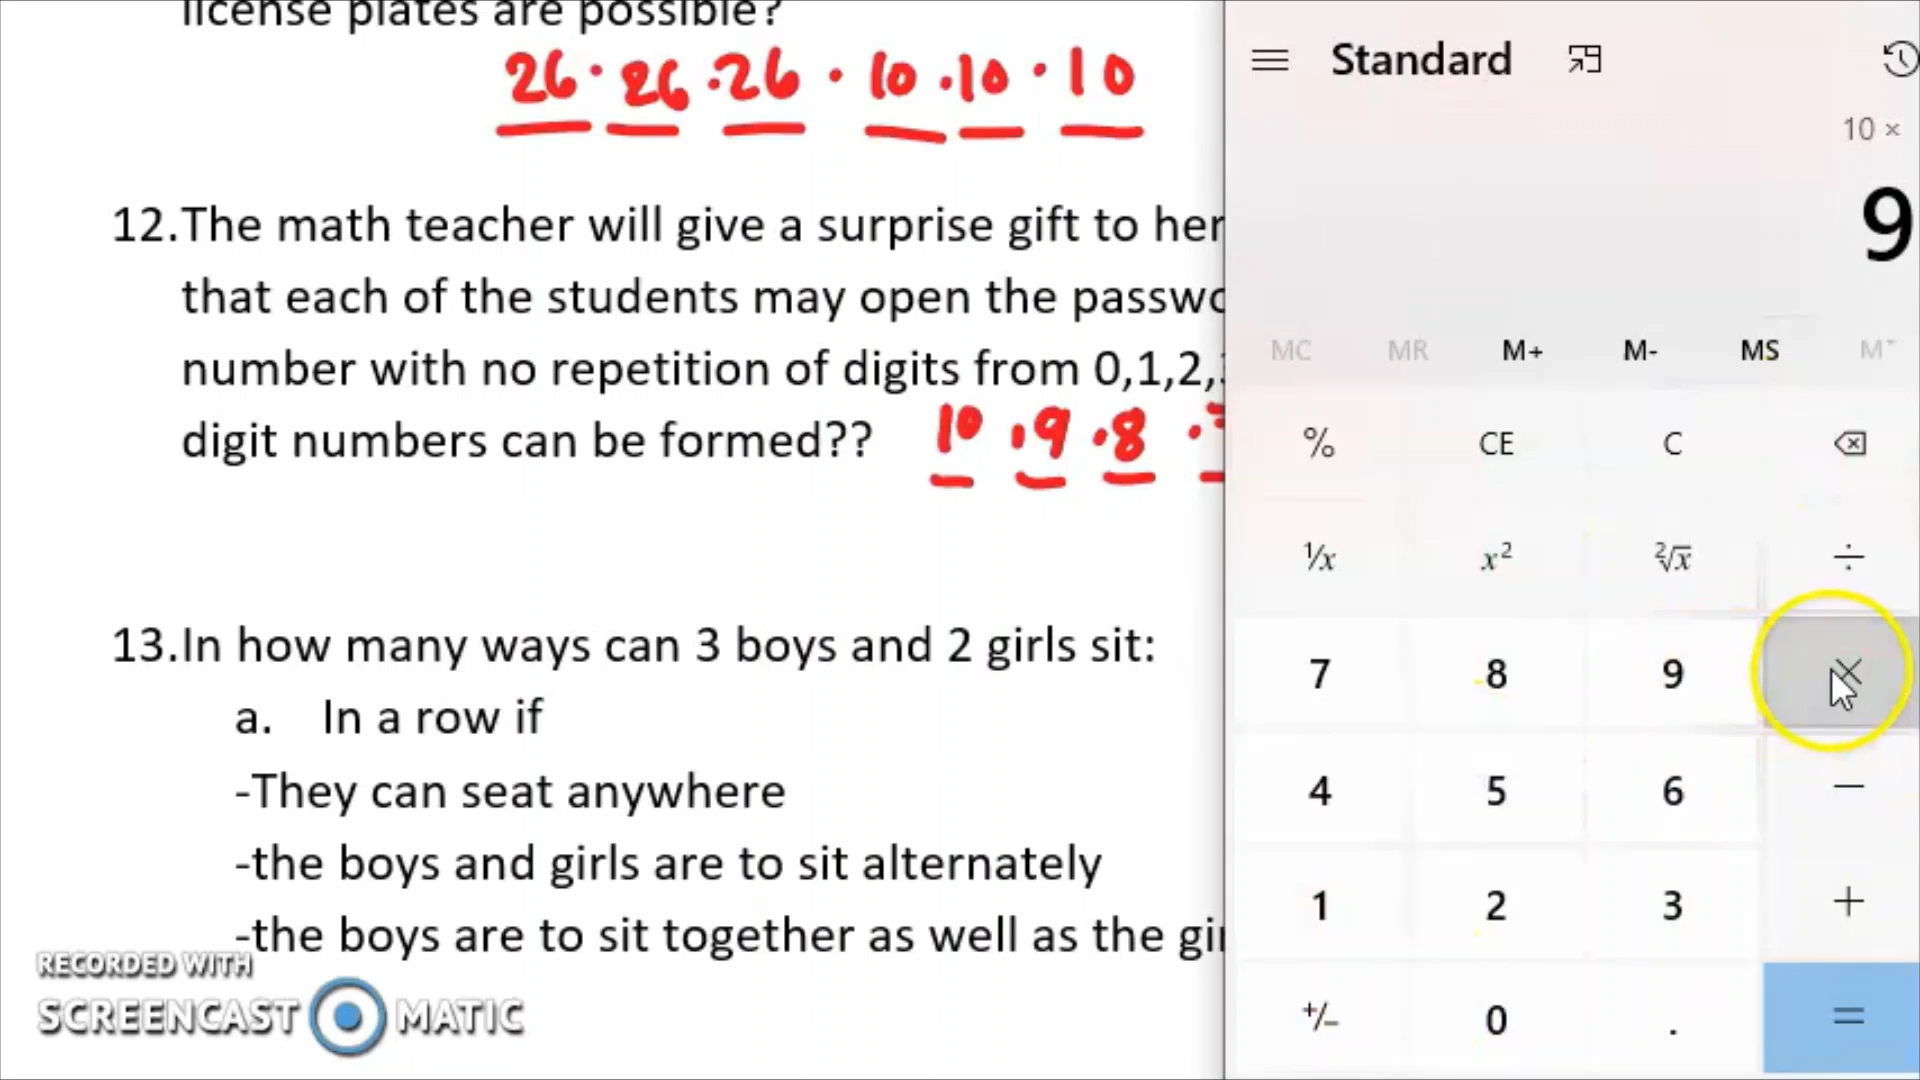 license plates are possible?
26 · 26 · 26 · 10 · 10 · 10
12. The math teacher will give a surprise gift to her
that each of the students may open the passwo
number with no repetition of digits from 0,1,2,
digit numbers can be formed??
10 · 9 · 8 ·
13. In how many ways can 3 boys and 2 girls sit:
a. In a row if
-They can seat anywhere
-the boys and girls are to sit alternately
-the boys are to sit together as well as the gir
RECORDED WITH
SCREENCAST MATIC
Standard
10 ×
9
MC MR M+ M- MS M
% CE C
1/x x² ²√x ÷
7 8 9 ×
4 5 6 −
1 2 3 +
+/− 0 . =